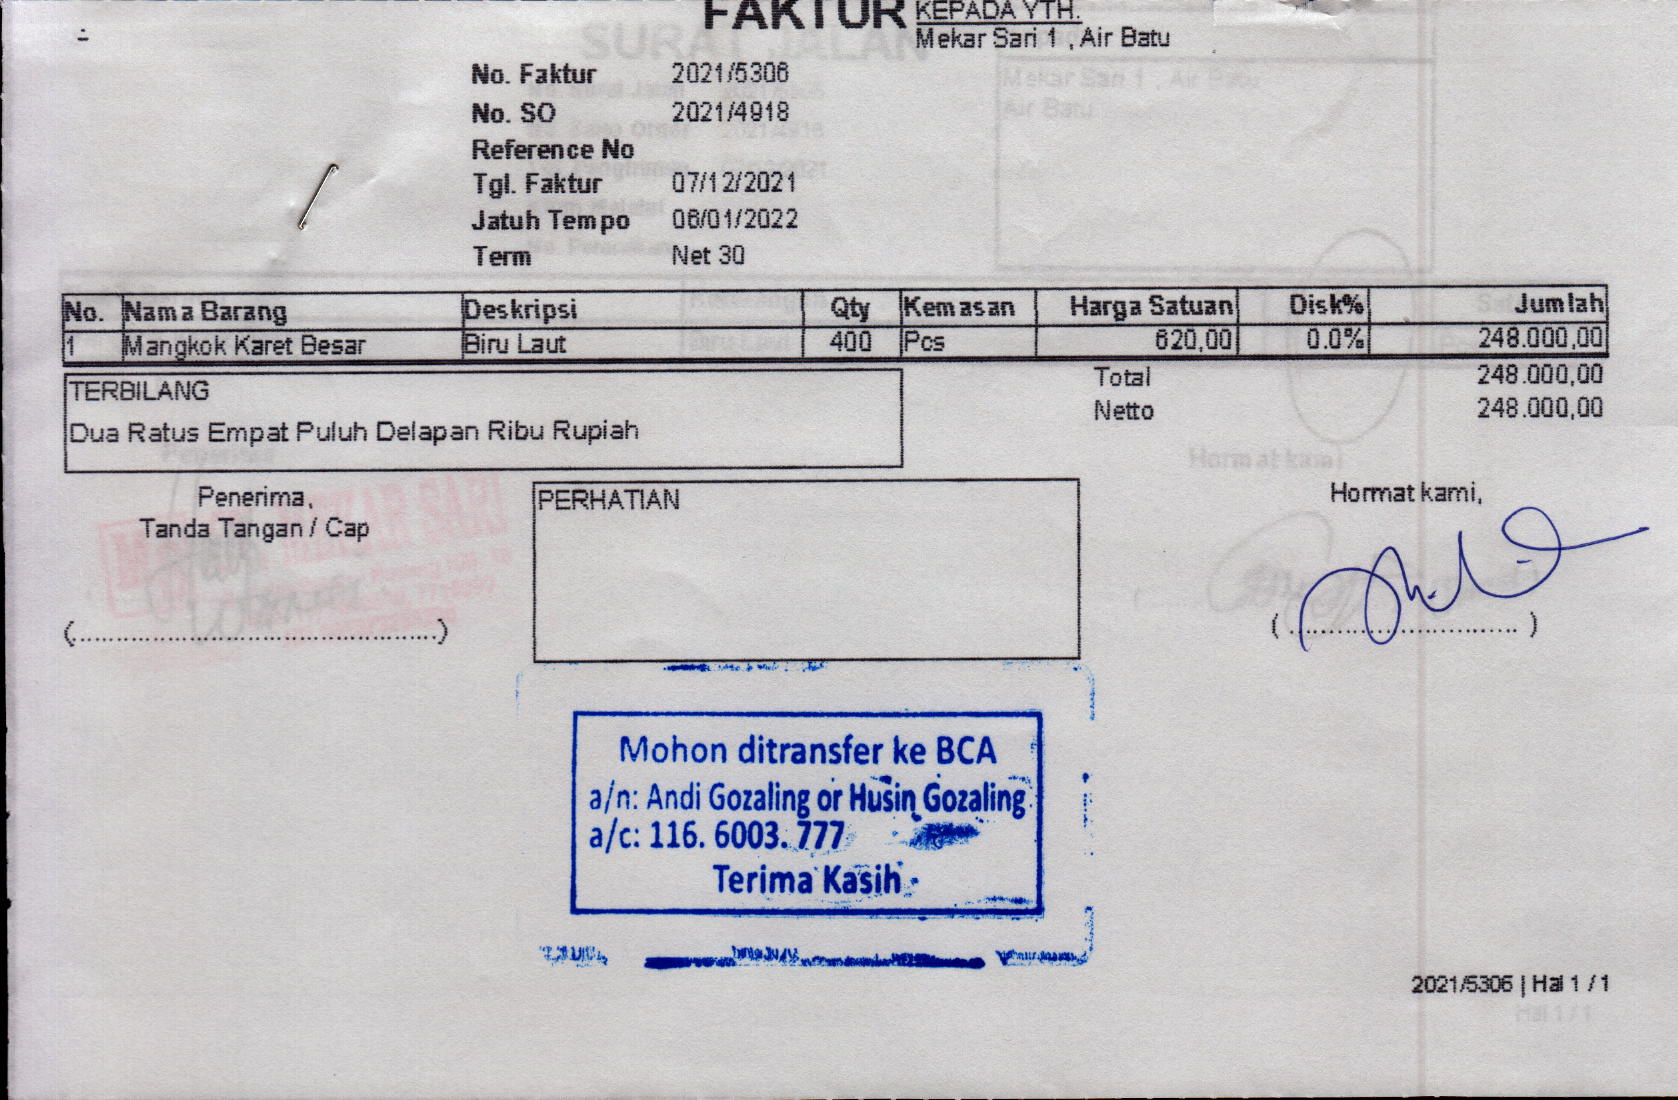 FAKTUR
KEPADA YTH.
Mekar Sari 1 , Air Batu
No. Faktur 2021/5306
No. SO 2021/4918
Reference No
Tgl. Faktur 07/12/2021
Jatuh Tempo 06/01/2022
Term Net 30
No. Nama Barang Deskripsi Qty Kemasan Harga Satuan Disk% Jumlah
1 Mangkok Karet Besar Biru Laut 400 Pcs 620,00 0.0% 248.000,00
Total 248.000,00
Netto 248.000,00
TERBILANG
Dua Ratus Empat Puluh Delapan Ribu Rupiah
Penerima,
Tanda Tangan / Cap
(................................................)
PERHATIAN
Hormat kami,
( .............................. )
Mohon ditransfer ke BCA
a/n: Andi Gozaling or Husin Gozaling
a/c: 116. 6003. 777
Terima Kasih
2021/5306 | Hal 1 / 1